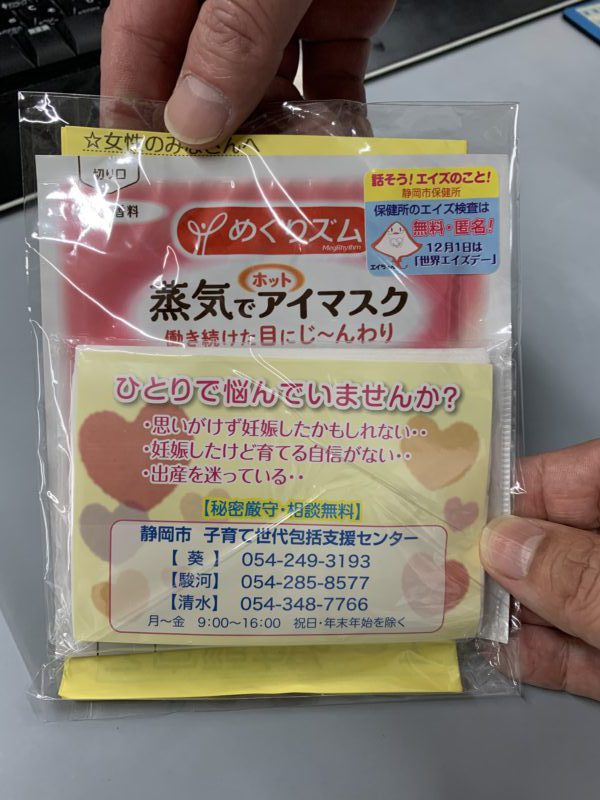 ☆女性のみなさんへ
切り口
香料
めぐりズム
MegRhythm
ホット
蒸気でアイマスク
働き続けた目にじ〜んわり
話そう!エイズのこと!
静岡市保健所
保健所のエイズ検査は
無料・匿名!
12月1日は
「世界エイズデー」
ひとりで悩んでいませんか?
・思いがけず妊娠したかもしれない・・
・妊娠したけど育てる自信がない・・
・出産を迷っている・・
【秘密厳守・相談無料】
静岡市 子育て世代包括支援センター
【 葵 】 054-249-3193
【駿河】 054-285-8577
【清水】 054-348-7766
月〜金 9:00〜16:00 祝日・年末年始を除く